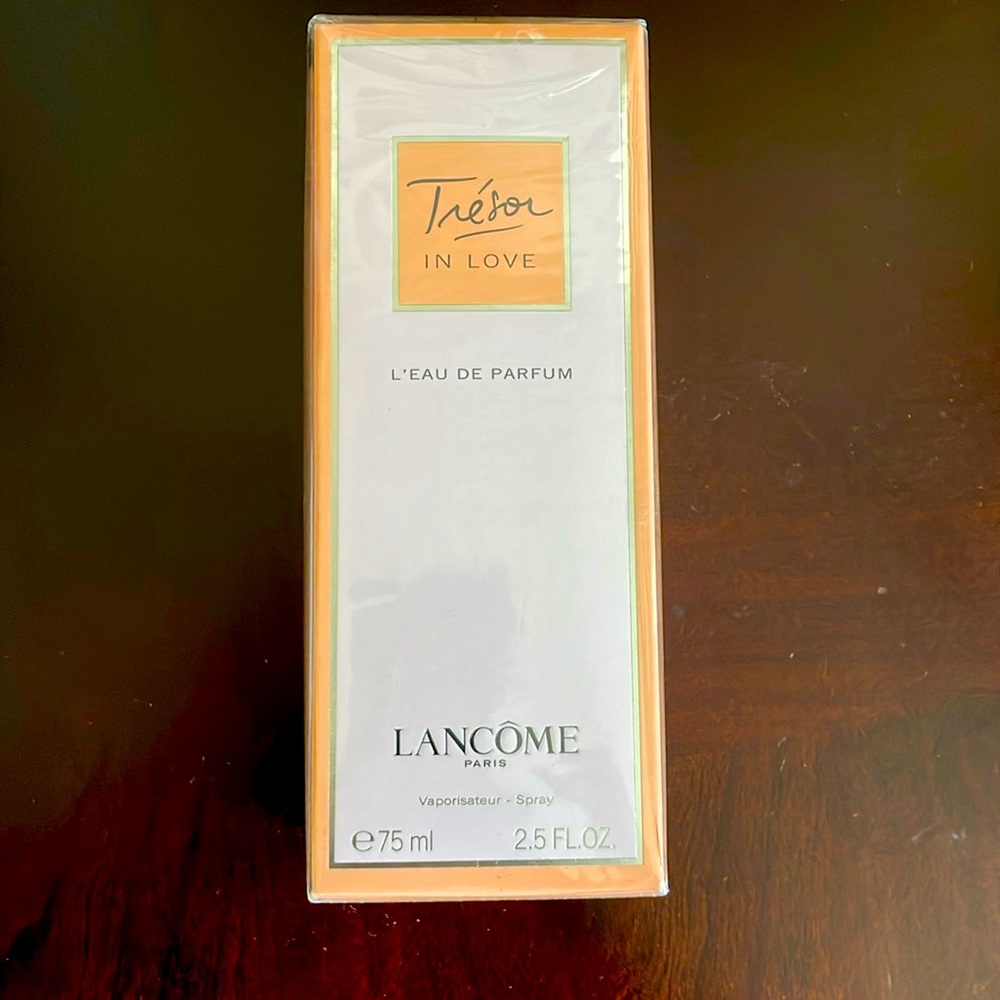 Trésor
IN LOVE
L'EAU DE PARFUM
LANCÔME
PARIS
Vaporisateur - Spray
℮ 75 ml 2.5 FL.OZ.